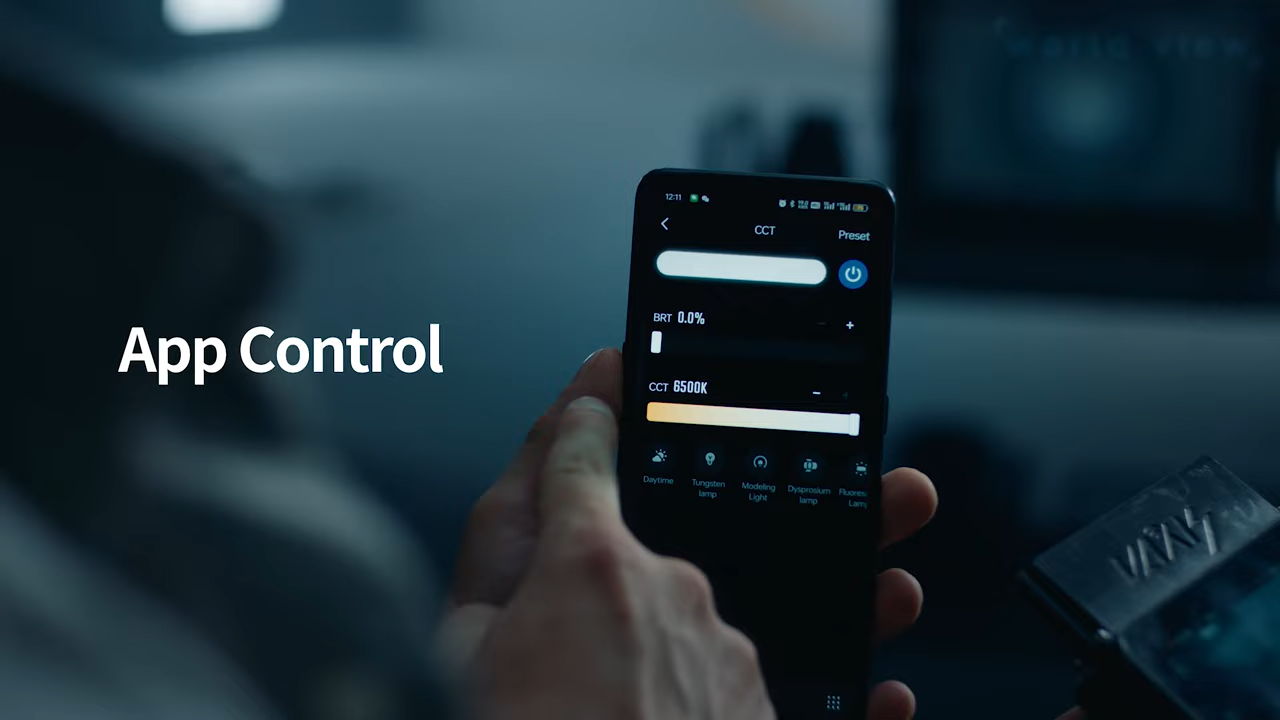 App Control
12:11
CCT
Preset
BRT 0.0%
CCT 6500K
Daytime
Tungsten
lamp
Modeling
Light
Dysprosium
lamp